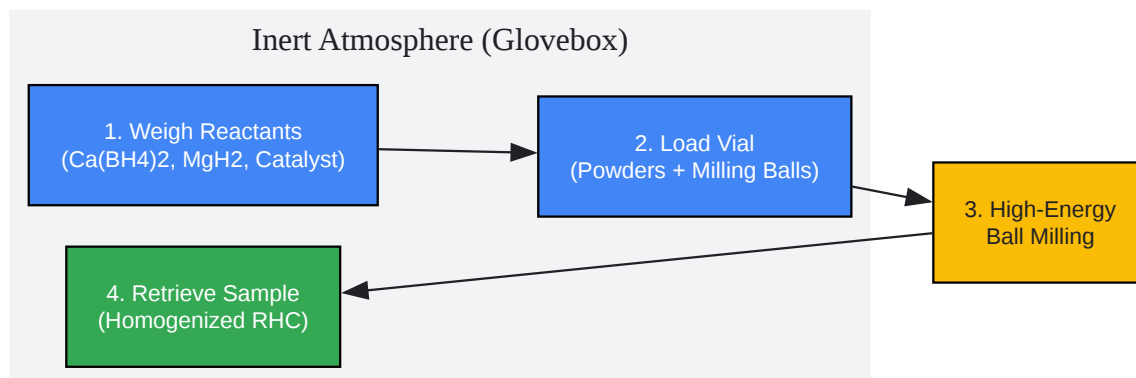 Inert Atmosphere (Glovebox)
1. Weigh Reactants
(Ca(BH4)2, MgH2, Catalyst)
2. Load Vial
(Powders + Milling Balls)
3. High-Energy
Ball Milling
4. Retrieve Sample
(Homogenized RHC)